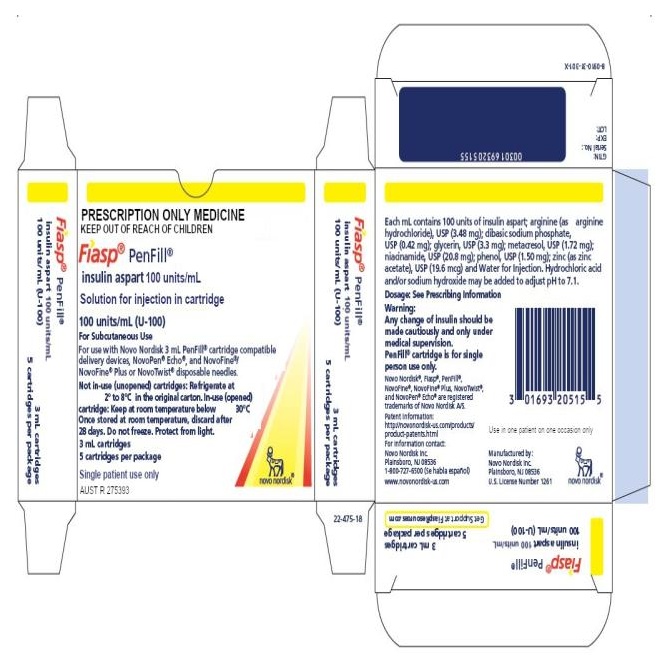 PRESCRIPTION ONLY MEDICINE
KEEP OUT OF REACH OF CHILDREN
Fiasp® PenFill®
insulin aspart 100 units/mL
Solution for injection in cartridge
100 units/mL (U-100)
For Subcutaneous Use
For use with Novo Nordisk 3 mL PenFill® cartridge compatible
delivery devices, NovoPen® Echo®, and NovoFine®/
NovoFine® Plus or NovoTwist® disposable needles.
Not in-use (unopened) cartridges: Refrigerate at
2° to 8°C in the original carton. In-use (opened)
cartridge: Keep at room temperature below 30°C
Once stored at room temperature, discard after
28 days. Do not freeze. Protect from light.
3 mL cartridges
5 cartridges per package
Single patient use only
AUST R 275393
novo nordisk®
Fiasp® PenFill®
insulin aspart 100 units/mL
100 units/mL (U-100)
3 mL cartridges
5 cartridges per package
Fiasp® PenFill®
insulin aspart 100 units/mL
100 units/mL (U-100)
3 mL cartridges
5 cartridges per package
22-475-18
8-0910-31-301-X
GTIN:
Serial No.:
EXP:
LOT:
00301693205155
Each mL contains 100 units of insulin aspart; arginine (as arginine
hydrochloride), USP (3.48 mg); dibasic sodium phosphate,
USP (0.42 mg); glycerin, USP (3.3 mg); metacresol, USP (1.72 mg);
niacinamide, USP (20.8 mg); phenol, USP (1.50 mg); zinc (as zinc
acetate), USP (19.6 mcg) and Water for Injection. Hydrochloric acid
and/or sodium hydroxide may be added to adjust pH to 7.1.
Dosage: See Prescribing Information
Warning:
Any change of insulin should be
made cautiously and only under
medical supervision.
PenFill® cartridge is for single
person use only.
Novo Nordisk®, Fiasp®, PenFill®,
NovoFine®, NovoFine® Plus, NovoTwist®,
and NovoPen® Echo® are registered
trademarks of Novo Nordisk A/S.
Patent Information:
http://novonordisk-us.com/products/
product-patents.html
For information contact:
Novo Nordisk Inc.
Plainsboro, NJ 08536
1-800-727-6500 (Se habla español)
www.novonordisk-us.com
3 01693 20515 5
Use in one patient on one occasion only
Manufactured by:
Novo Nordisk Inc.
Plainsboro, NJ 08536
U.S. License Number 1261
novo nordisk®
Fiasp® PenFill®
insulin aspart 100 units/mL
100 units/mL (U-100)
3 mL cartridges
5 cartridges per package